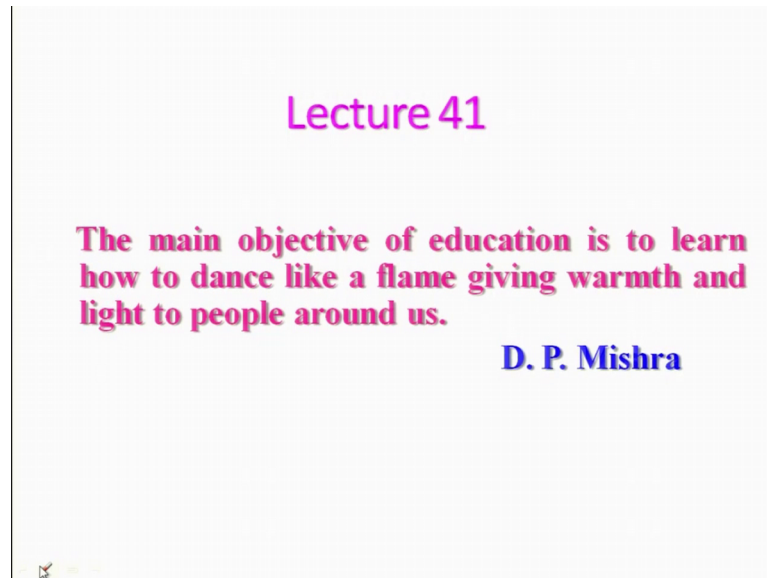 Lecture 41
The main objective of education is to learn
how to dance like a flame giving warmth and
light to people around us.
D. P. Mishra